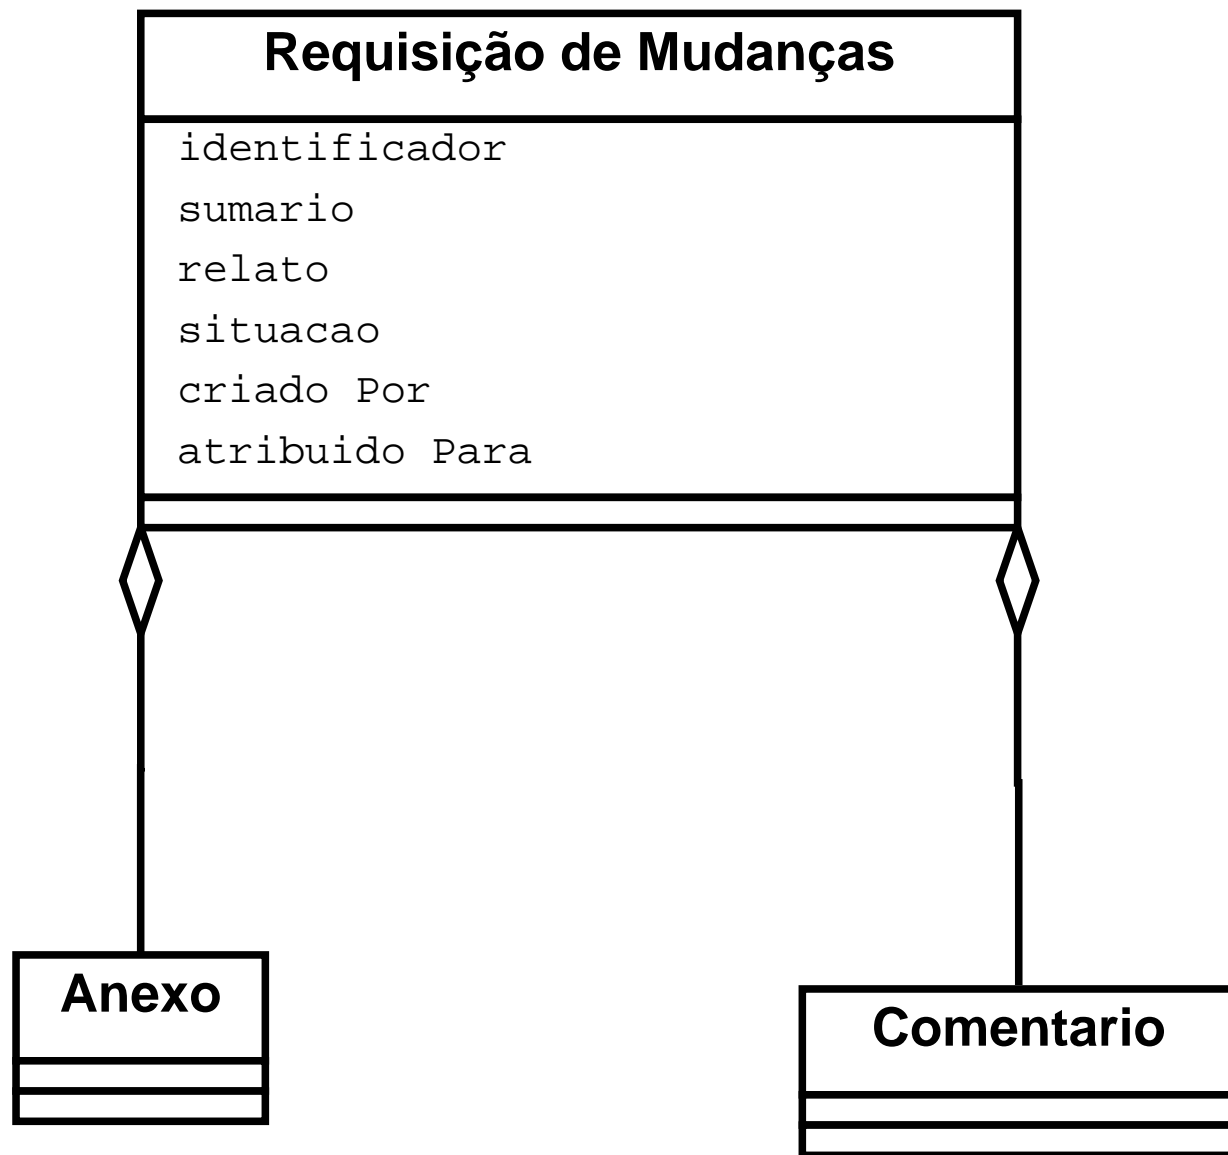 Requisição de Mudanças
identificador
sumario
relato
situacao
criado Por
atribuido Para
Anexo
Comentario